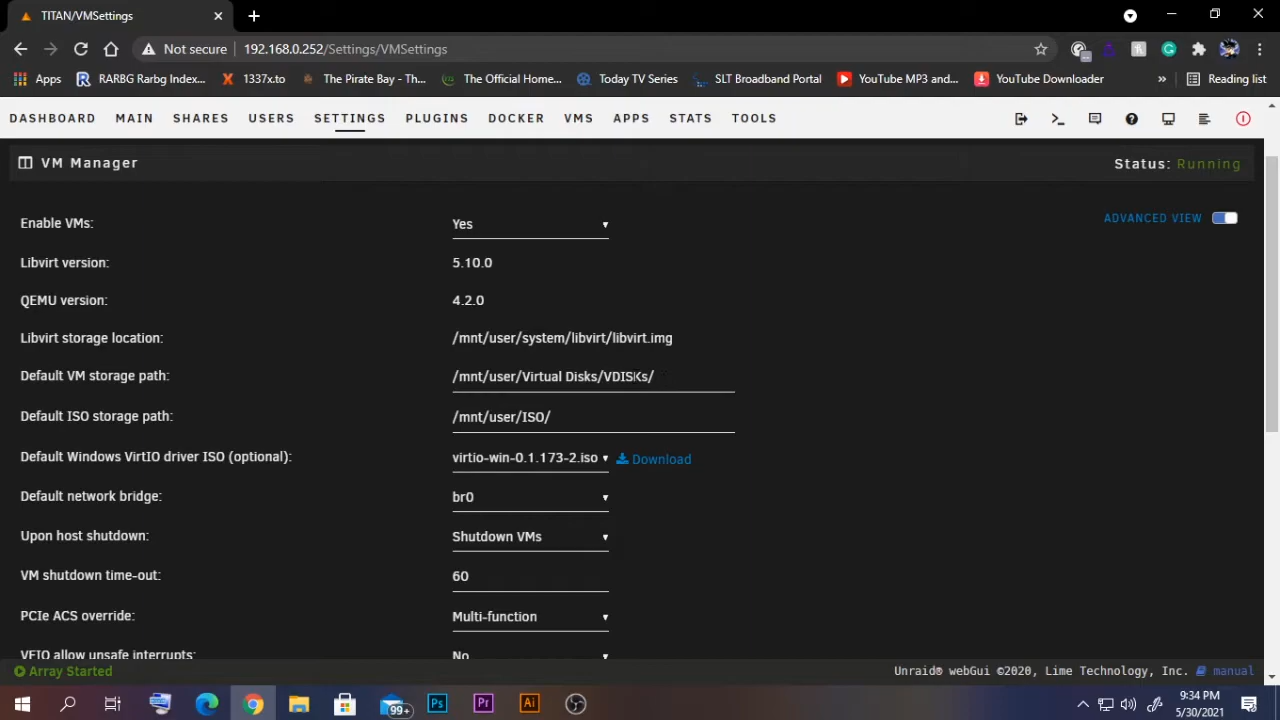 TITAN/VMSettings
Not secure 192.168.0.252/Settings/VMSettings
Apps RARBG Rarbg Index... 1337x.to The Pirate Bay - Th... The Official Home... Today TV Series SLT Broadband Portal YouTube MP3 and... YouTube Downloader » Reading list
DASHBOARD MAIN SHARES USERS SETTINGS PLUGINS DOCKER VMS APPS STATS TOOLS
VM Manager Status: Running
Enable VMs: Yes ADVANCED VIEW
Libvirt version: 5.10.0
QEMU version: 4.2.0
Libvirt storage location: /mnt/user/system/libvirt/libvirt.img
Default VM storage path: /mnt/user/Virtual Disks/VDISKs/
Default ISO storage path: /mnt/user/ISO/
Default Windows VirtIO driver ISO (optional): virtio-win-0.1.173-2.iso Download
Default network bridge: br0
Upon host shutdown: Shutdown VMs
VM shutdown time-out: 60
PCIe ACS override: Multi-function
VFIO allow unsafe interrupts: No
Array Started Unraid® webGui ©2020, Lime Technology, Inc. manual
99+ Ps Pr Ai 9:34 PM
5/30/2021